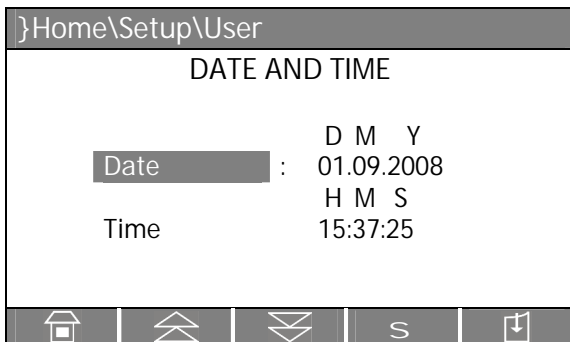 }Home\Setup\User
DATE AND TIME
D M Y
Date : 01.09.2008
H M S
Time 15:37:25
S